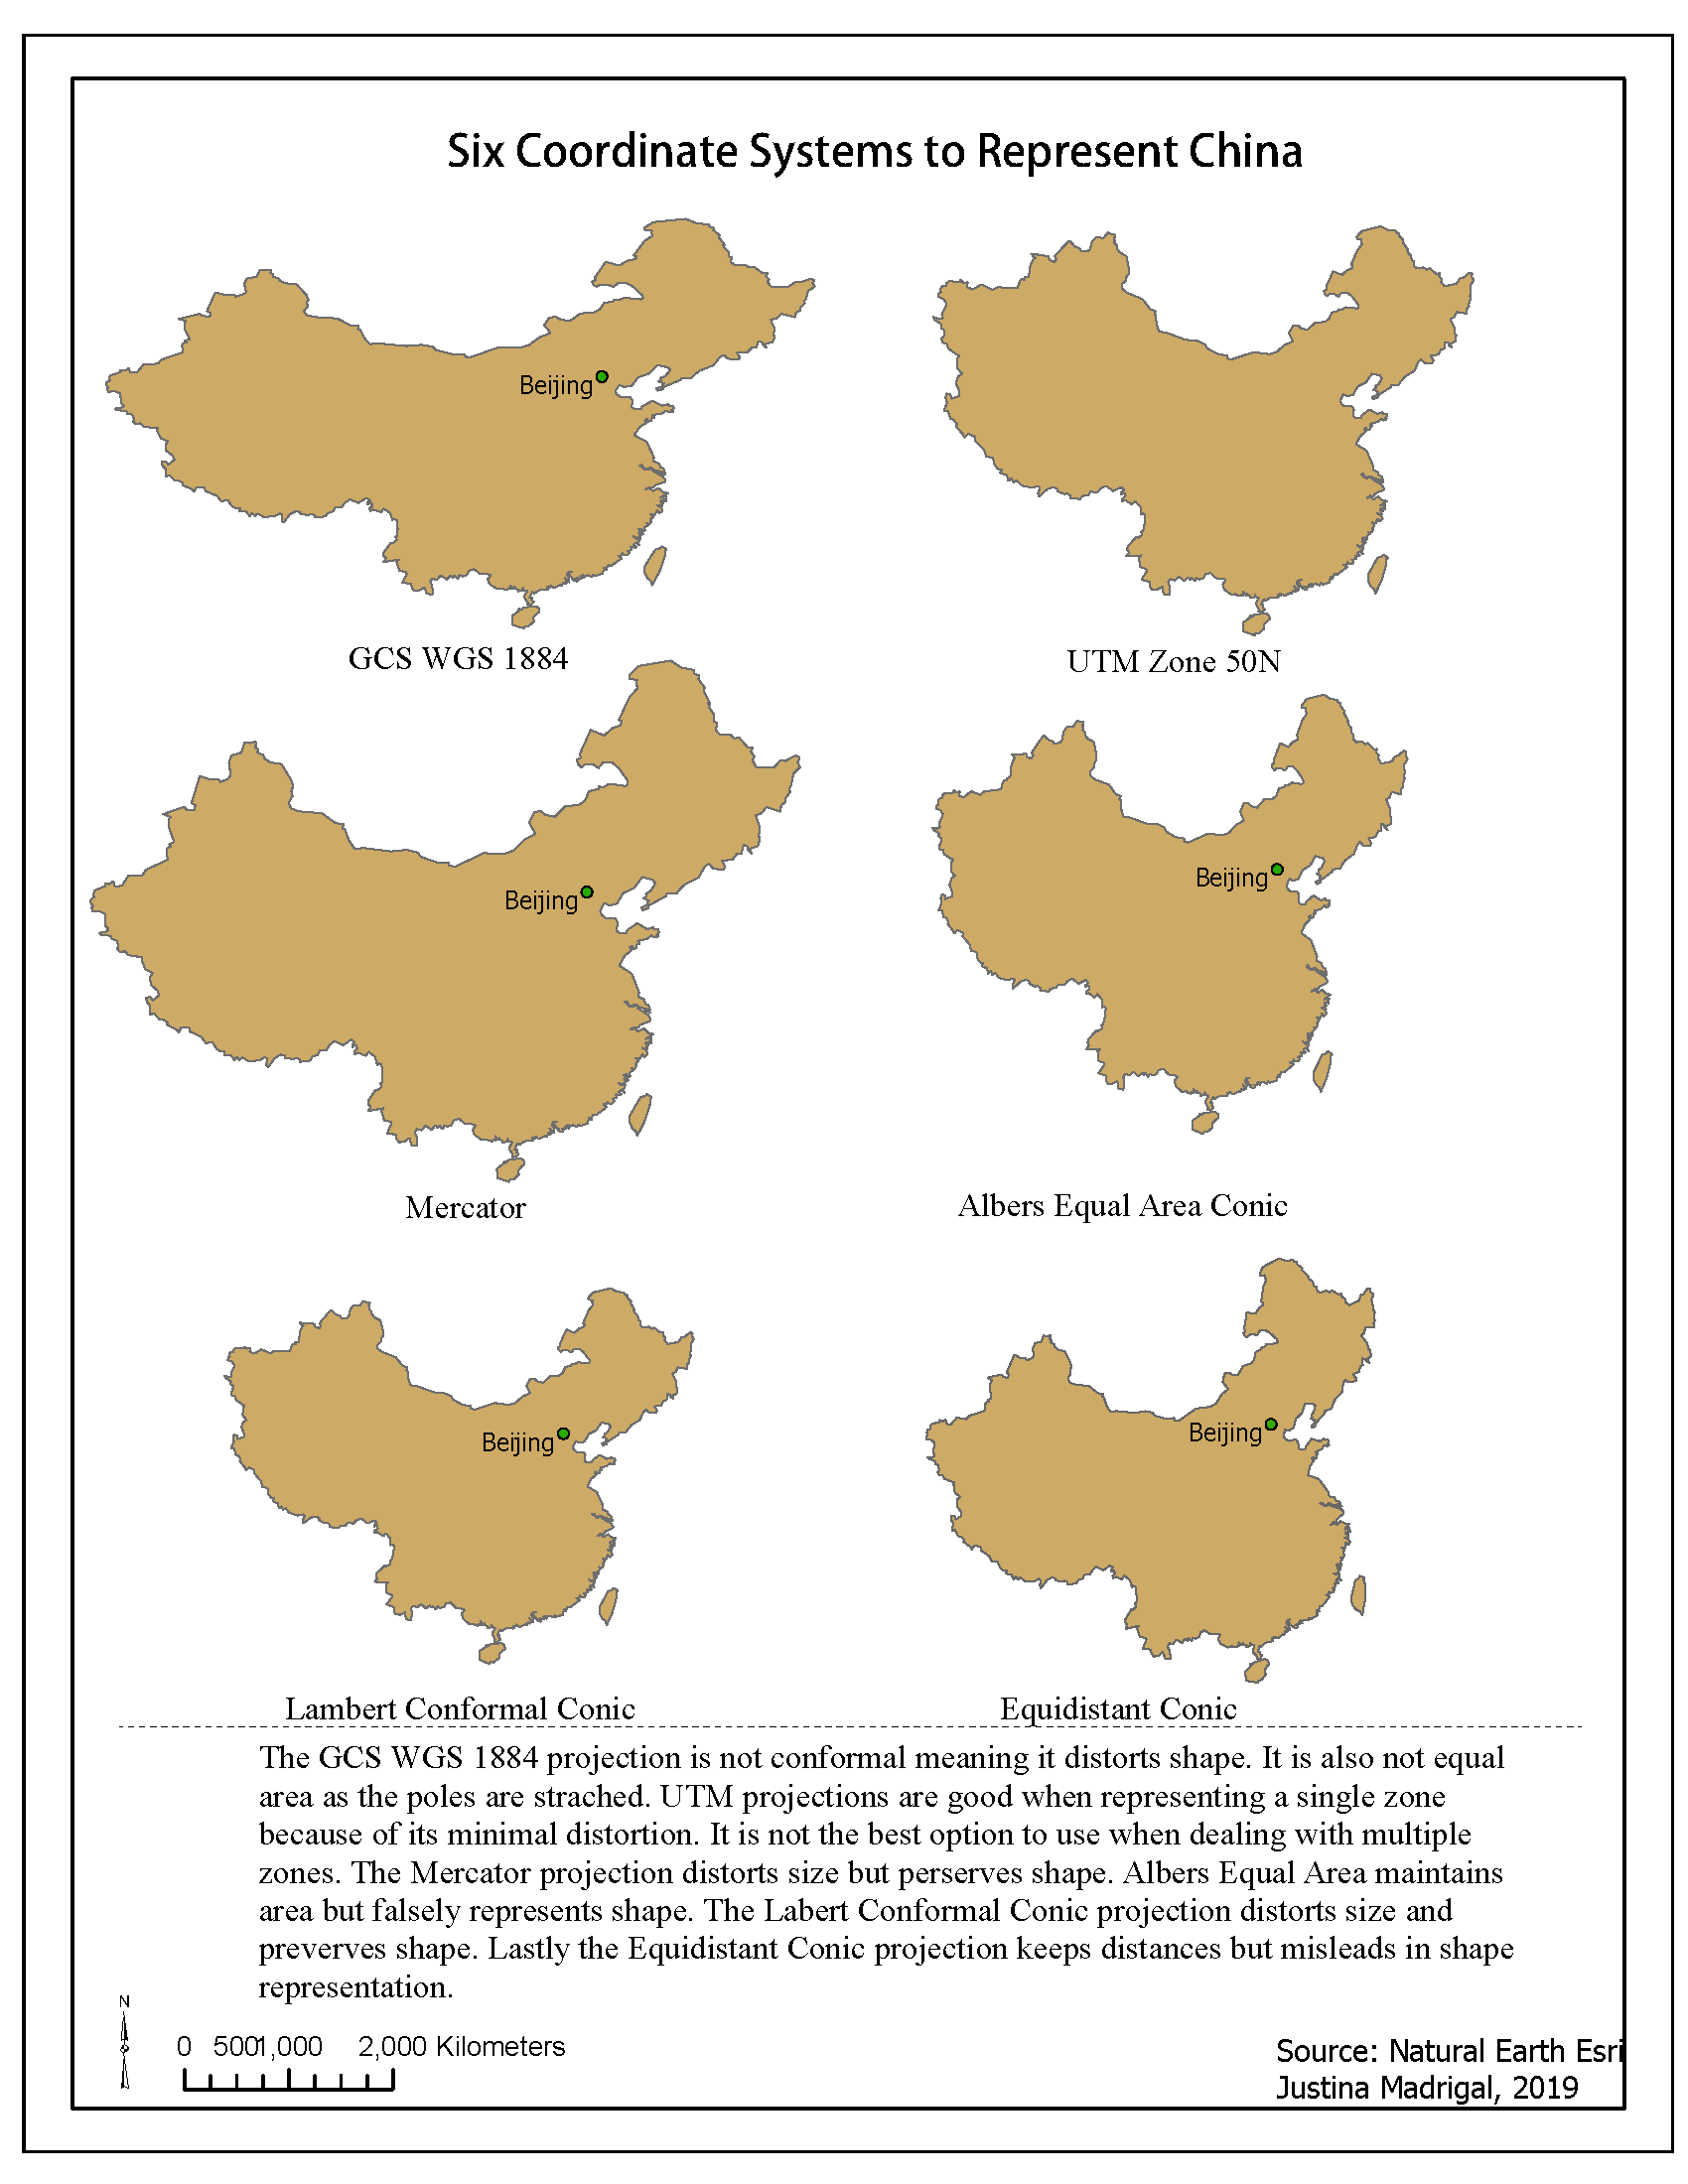 Six Coordinate Systems to Represent China
Beijing
GCS WGS 1884
UTM Zone 50N
Beijing
Mercator
Beijing
Albers Equal Area Conic
Beijing
Lambert Conformal Conic
Beijing
Equidistant Conic
The GCS WGS 1884 projection is not conformal meaning it distorts shape. It is also not equal
area as the poles are strached. UTM projections are good when representing a single zone
because of its minimal distortion. It is not the best option to use when dealing with multiple
zones. The Mercator projection distorts size but perserves shape. Albers Equal Area maintains
area but falsely represents shape. The Labert Conformal Conic projection distorts size and
preverves shape. Lastly the Equidistant Conic projection keeps distances but misleads in shape
representation.
N
0 500 1,000 2,000 Kilometers
Source: Natural Earth Esri
Justina Madrigal, 2019